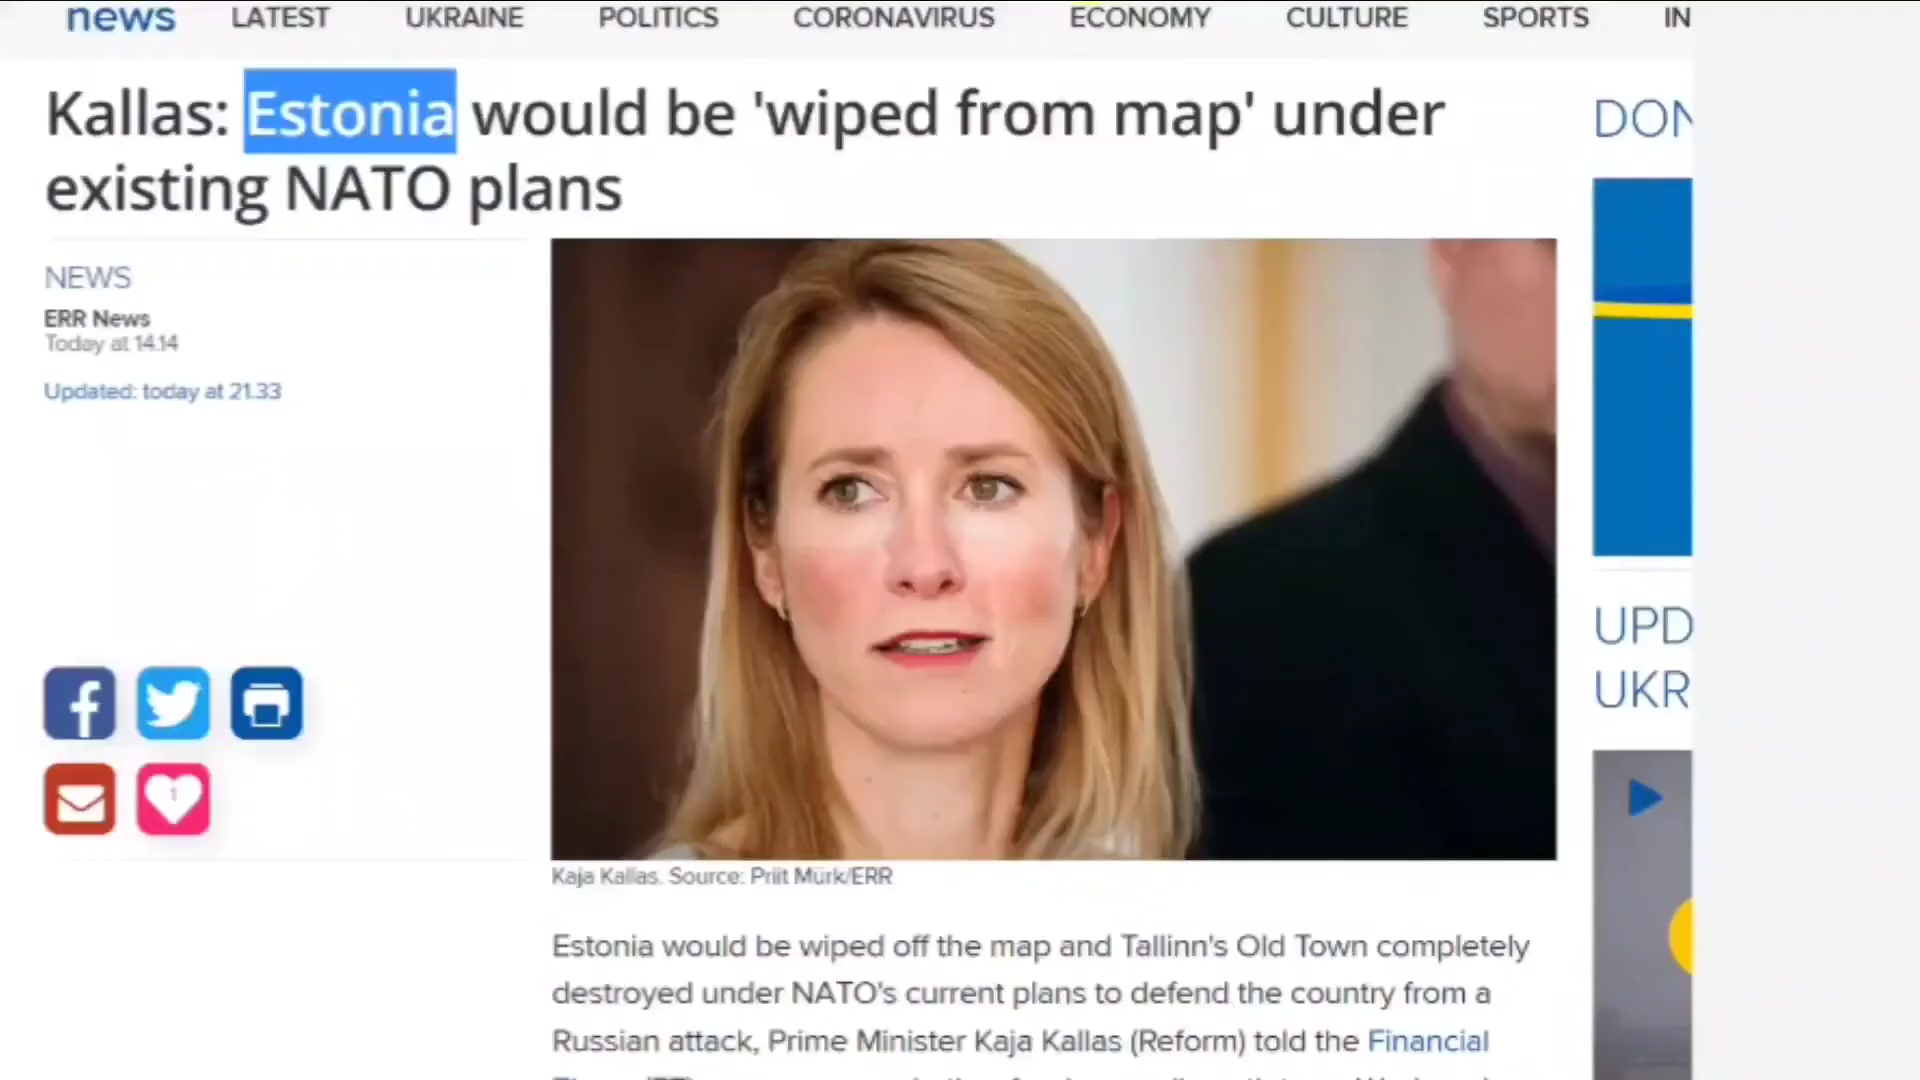 news LATEST UKRAINE POLITICS CORONAVIRUS ECONOMY CULTURE SPORTS IN
Kallas: Estonia would be 'wiped from map' under
existing NATO plans
NEWS
ERR News
Today at 14.14
Updated: today at 21.33
1
Kaja Kallas. Source: Priit Mürk/ERR
Estonia would be wiped off the map and Tallinn's Old Town completely
destroyed under NATO's current plans to defend the country from a
Russian attack, Prime Minister Kaja Kallas (Reform) told the Financial
DON
UPD
UKR